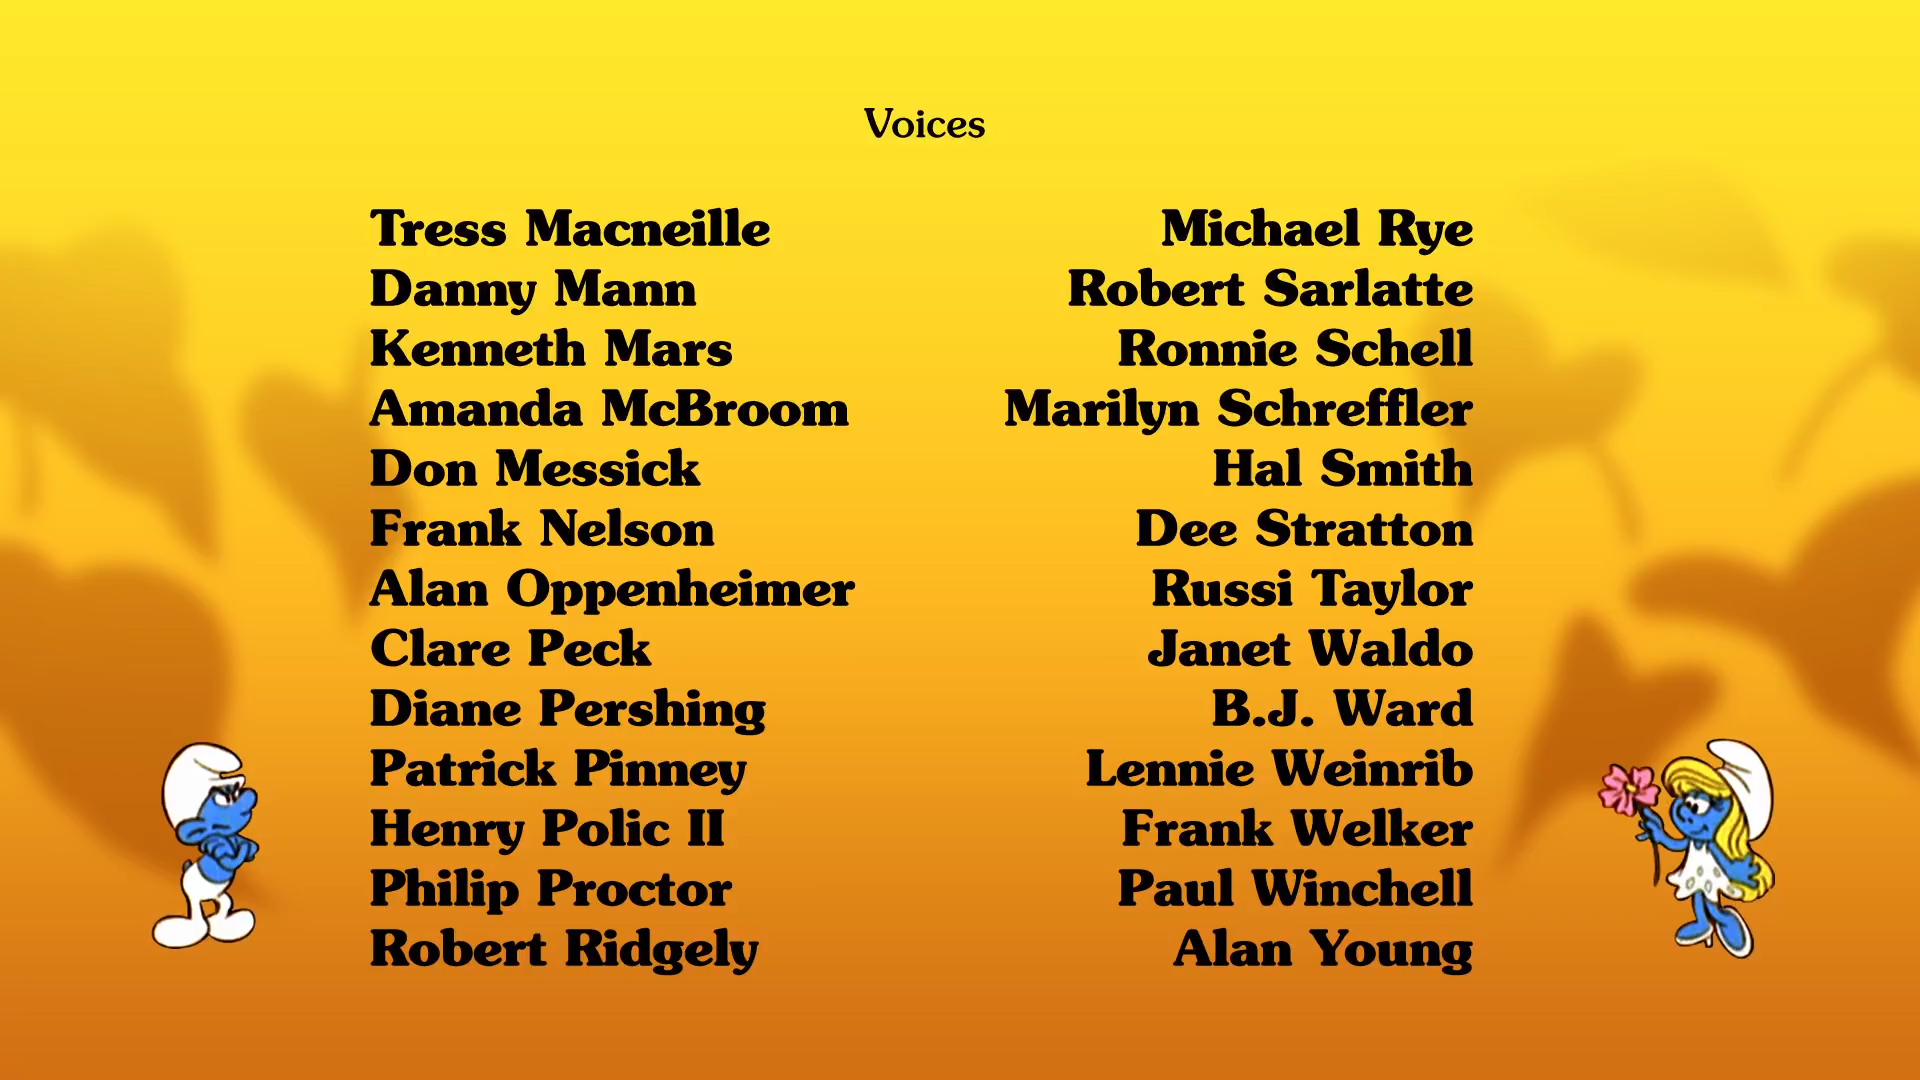 Voices
Tress Macneille
Danny Mann
Kenneth Mars
Amanda McBroom
Don Messick
Frank Nelson
Alan Oppenheimer
Clare Peck
Diane Pershing
Patrick Pinney
Henry Polic II
Philip Proctor
Robert Ridgely
Michael Rye
Robert Sarlatte
Ronnie Schell
Marilyn Schreffler
Hal Smith
Dee Stratton
Russi Taylor
Janet Waldo
B.J. Ward
Lennie Weinrib
Frank Welker
Paul Winchell
Alan Young